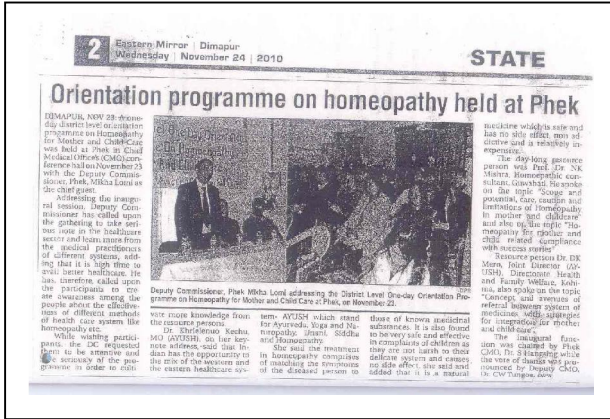 2
Eastern Mirror | Dimapur
Wednesday | November 24 | 2010
STATE
Orientation programme on homeopathy held at Phek
DIMAPUR, NOV 23: A one-
day district level orientation
programme on Homeopathy
for Mother and Child Care
was held at Phek in Chief
Medical Office's (CMO) con-
ference hall on November 23
with the Deputy Commis-
sioner, Phek, Mikha Lomi as
the chief guest.
Addressing the inaugu-
ral session, Deputy Com-
missioner has called upon
the gathering to take seri-
ous note in the healthcare
sector and learn more from
the medical practitioners
of different systems, add-
ing that it is high time to
avail better healthcare. He
has, therefore, called upon
the participants to cre-
ate awareness among the
people about the effective-
ness of different methods
of health care system like
homeopathy etc.
While wishing partici-
pants, the DC requested
them to be attentive and
seriously of the pro-
gramme in order to culti-
Deputy Commissioner, Phek Mikha Lomi addressing the District Level One-day Orientation Pro-
gramme on Homeopathy for Mother and Child Care at Phek, on November 23.
vate more knowledge from
the resource persons.
Dr. Kechu,
MO (AYUSH), on her key-
note address, said that In-
dian has the opportunity to
the mix of the western and
the eastern healthcare sys-
tem- AYUSH which stand
for Ayurveda, Yoga and Na-
turopathy, Unani, Siddha
and Homoeopathy.
She said the treatment
in homeopathy comprises
of matching the symptoms
of the diseased person to
those of known medicinal
substances. It is also found
to be very safe and effective
in complaints of children as
they are not harsh to their
delicate system and causes
no side effect, she said and
added that it is a natural
medicine which is safe and
has no side effect, non ad-
dictive and is relatively in-
expensive.
The day-long resource
person was Prof. Dr. NK
Mishra, Homoeopathic con-
sultant, Guwahati. He spoke
on the topic "Scope and
potential, care, caution and
limitations of Homeopathy
in mother and childcare"
and also on the topic "Ho-
meopathy for mother and
child related compliance
with success stories"
Resource person Dr. DK
Mero, Joint Director (AY-
USH), Directorate Health
and Family Welfare, Kohi-
ma, also spoke on the topic
"Concept and avenues of
referral between system of
medicines with strategies
for integration for mother
and child care".
The inaugural func-
tion was chaired by Phek
CMO, Dr. S Hangsing while
the vote of thanks was pro-
nounced by Deputy CMO,
Dr. CW Tungoe,